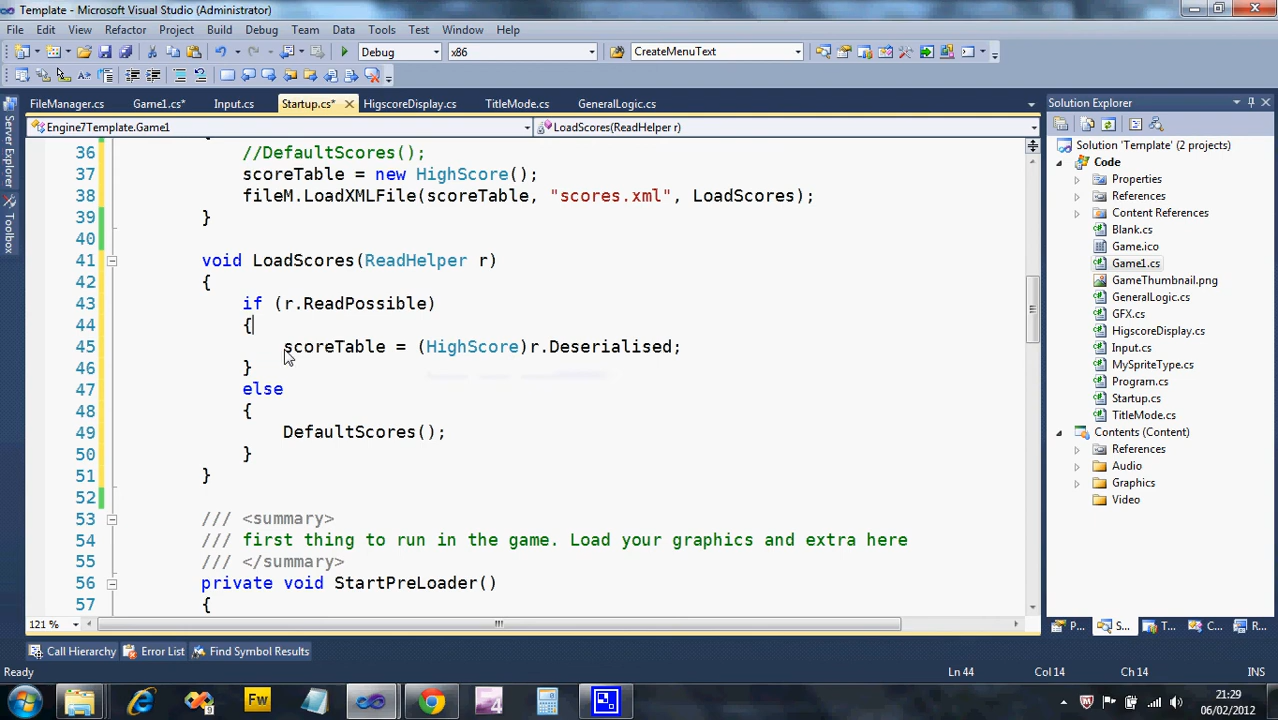 Template - Microsoft Visual Studio (Administrator)
File Edit View Refactor Project Build Debug Team Data Tools Test Window Help
Debug x86 CreateMenuText
FileManager.cs Game1.cs* Input.cs Startup.cs* HigscoreDisplay.cs TitleMode.cs GeneralLogic.cs
Engine7Template.Game1 LoadScores(ReadHelper r)
Server Explorer
Toolbox
36 //DefaultScores();
37 scoreTable = new HighScore();
38 fileM.LoadXMLFile(scoreTable, "scores.xml", LoadScores);
39 }
40
41 void LoadScores(ReadHelper r)
42 {
43 if (r.ReadPossible)
44 {
45 scoreTable = (HighScore)r.Deserialised;
46 }
47 else
48 {
49 DefaultScores();
50 }
51 }
52
53 /// <summary>
54 /// first thing to run in the game. Load your graphics and extra here
55 /// </summary>
56 private void StartPreLoader()
57 {
121 %
Solution Explorer
Solution 'Template' (2 projects)
Code
Properties
References
Content References
Blank.cs
Game.ico
Game1.cs
GameThumbnail.png
GeneralLogic.cs
GFX.cs
HigscoreDisplay.cs
Input.cs
MySpriteType.cs
Program.cs
Startup.cs
TitleMode.cs
Contents (Content)
References
Audio
Graphics
Video
P... S... T... C... R...
Call Hierarchy Error List Find Symbol Results
Ready Ln 44 Col 14 Ch 14 INS
Fw
21:29
06/02/2012